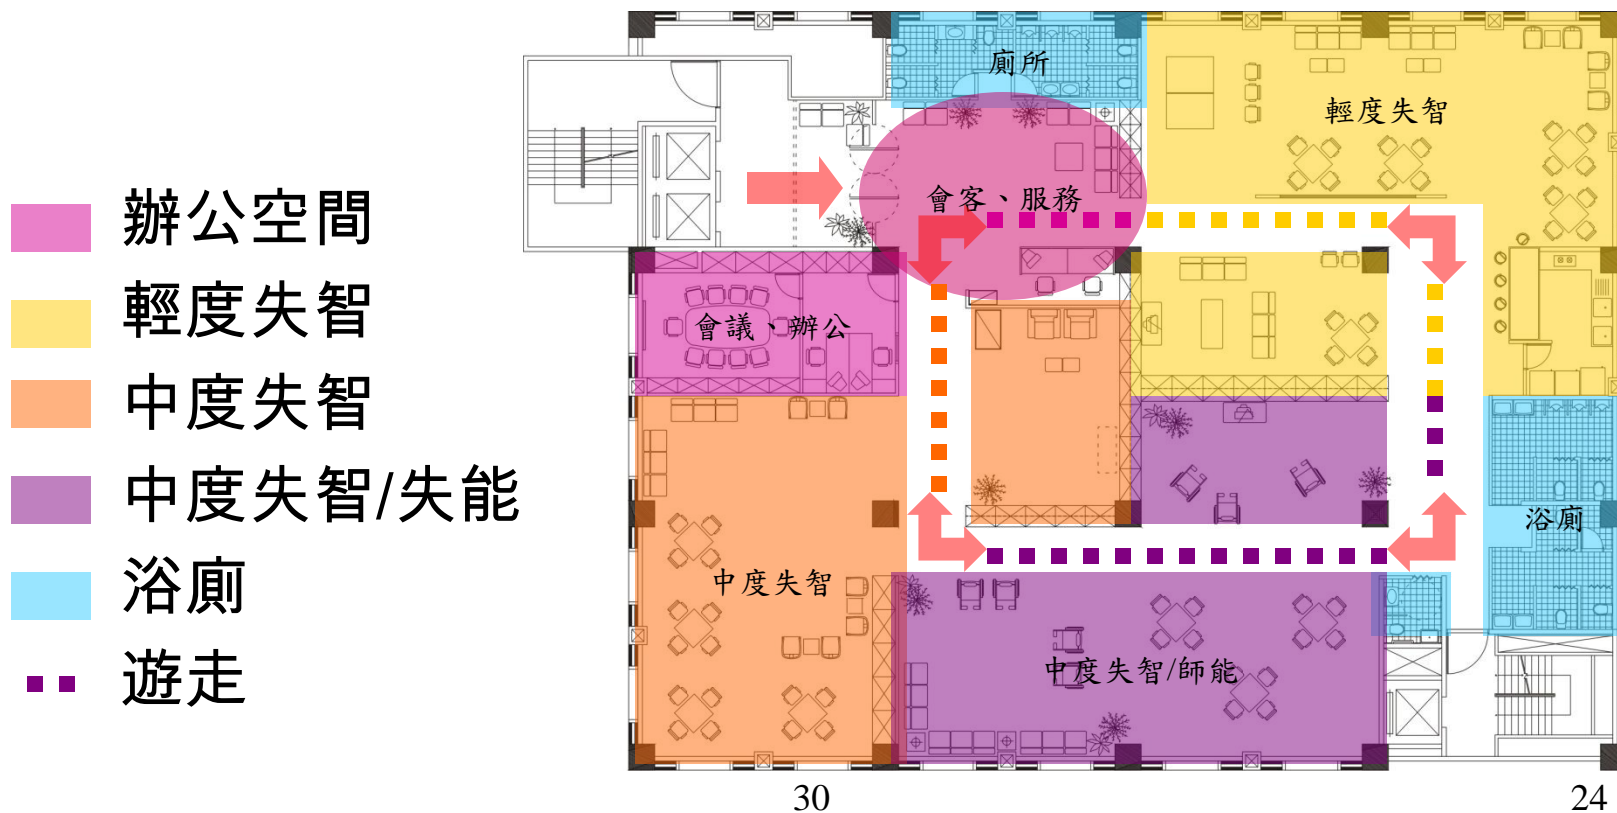 辦公空間
輕度失智
中度失智
中度失智/失能
浴廁
遊走
廁所
輕度失智
會客、服務
會議、辦公
浴廁
中度失智
中度失智/師能
30
24